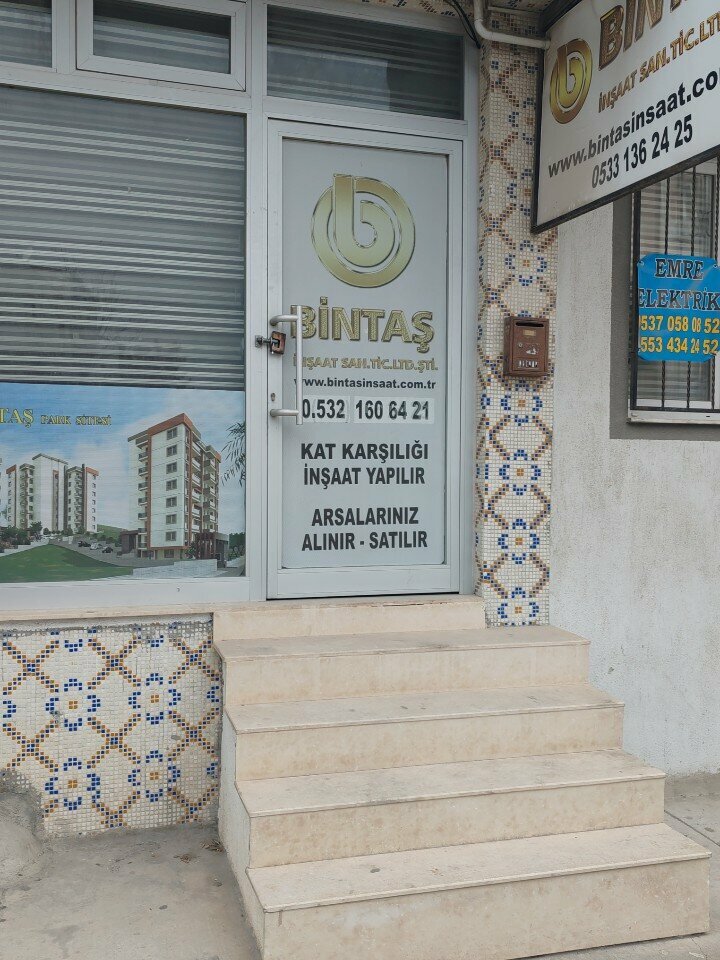 BİNTAŞ
İNŞAAT SAN.TİC.LTD.ŞTİ.
www.bintasinsaat.com.tr
0.532 160 64 21
KAT KARŞILIĞI
İNŞAAT YAPILIR
ARSALARINIZ
ALINIR - SATILIR
TAŞ PARK SİTESİ
BİN
İNŞAAT SAN.TİC.LT
www.bintasinsaat.co
0533 136 24 25
EMRE
ELEKTRİK
537 058 08 52
553 434 24 52